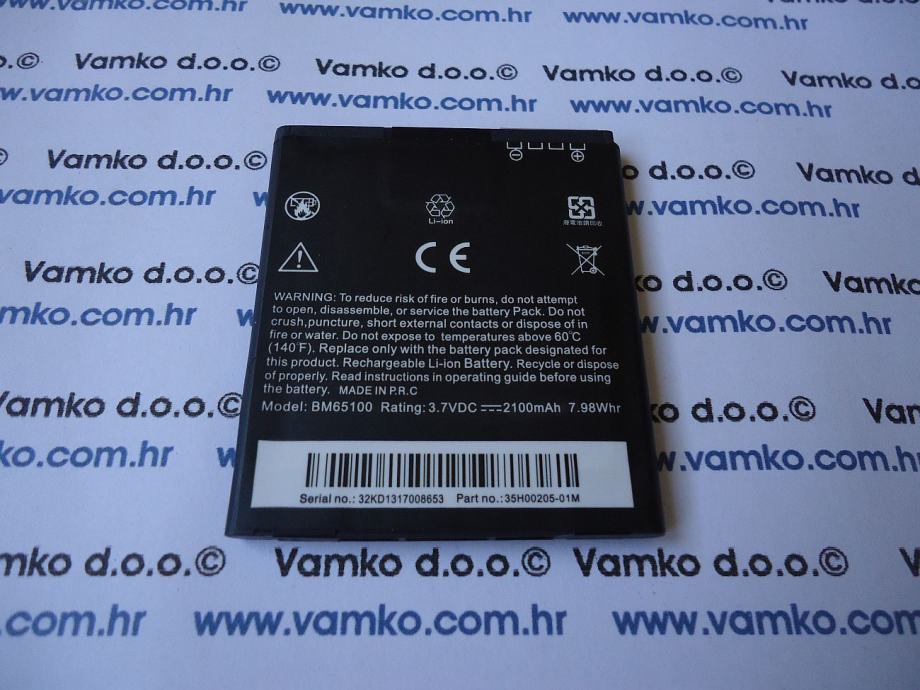 www.vamko.com.hr www.vamko.com.hr
Vamko d.o.o.© Vamko d.o.o.© Vamko d.o.o.© Vamko d.o.
www.vamko.com.hr www.vamko.com.hr www.vamko.com.hr
Vamko d.o.o.© d.o.o.© Vamko d.o.o.
vamko.com.hr
Vamko d.o.o.© d.o.o.© Vamko d.o.o
.vamko.com.hr
⊖ ⊕
Li-ion
廢電池請回收
CE
WARNING: To reduce risk of fire or burns, do not attempt
to open, disassemble, or service the battery Pack. Do not
crush,puncture, short external contacts or dispose of in
fire or water. Do not expose to temperatures above 60℃
(140℉). Replace only with the battery pack designated for
this product. Rechargeable Li-ion Battery. Recycle or dispose
of properly. Read instructions in operating guide before using
the battery. MADE IN P.R.C
Model: BM65100 Rating: 3.7VDC⎓2100mAh 7.98Whr
Serial no.: 32KD1317008653 Part no.: 35H00205-01M
d.o.o.© d.o.o.©
.vamko.com.hr
d.o.o.© Vamko d.o.o.© Vamko d.o.o.©
www.vamko.com.hr www.vamko.com.hr